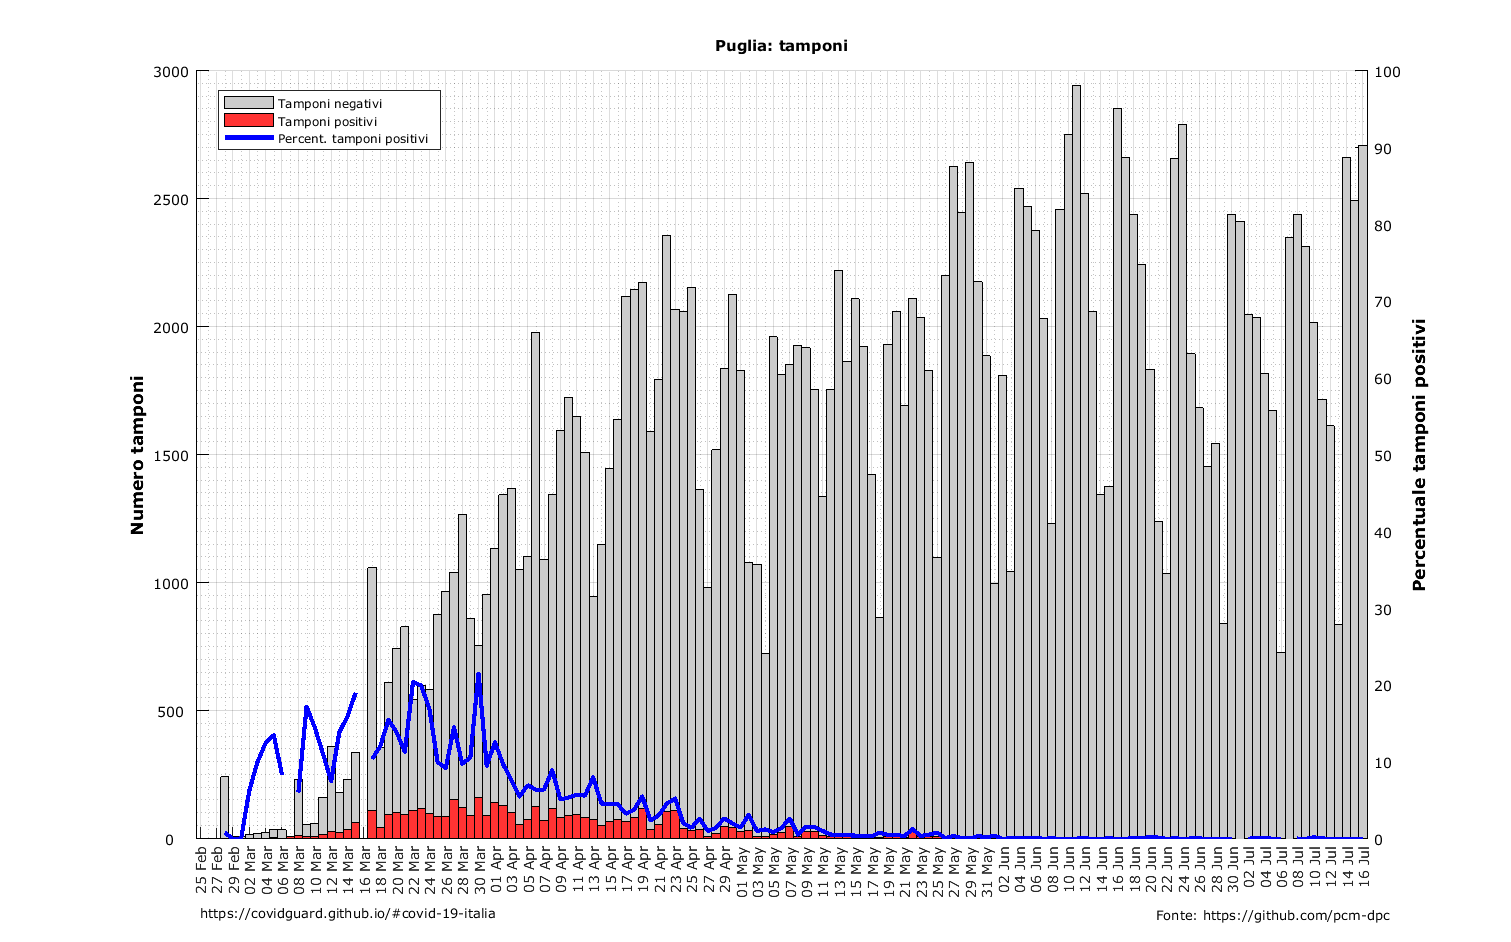 Puglia: tamponi
3000
2500
2000
1500
1000
500
0
Numero tamponi
Tamponi negativi
Tamponi positivi
Percent. tamponi positivi
100
90
80
70
60
50
40
30
20
10
0
Percentuale tamponi positivi
25 Feb
27 Feb
29 Feb
02 Mar
04 Mar
06 Mar
08 Mar
10 Mar
12 Mar
14 Mar
16 Mar
18 Mar
20 Mar
22 Mar
24 Mar
26 Mar
28 Mar
30 Mar
01 Apr
03 Apr
05 Apr
07 Apr
09 Apr
11 Apr
13 Apr
15 Apr
17 Apr
19 Apr
21 Apr
23 Apr
25 Apr
27 Apr
29 Apr
01 May
03 May
05 May
07 May
09 May
11 May
13 May
15 May
17 May
19 May
21 May
23 May
25 May
27 May
29 May
31 May
02 Jun
04 Jun
06 Jun
08 Jun
10 Jun
12 Jun
14 Jun
16 Jun
18 Jun
20 Jun
22 Jun
24 Jun
26 Jun
28 Jun
30 Jun
02 Jul
04 Jul
06 Jul
08 Jul
10 Jul
12 Jul
14 Jul
16 Jul
https://covidguard.github.io/#covid-19-italia
Fonte: https://github.com/pcm-dpc